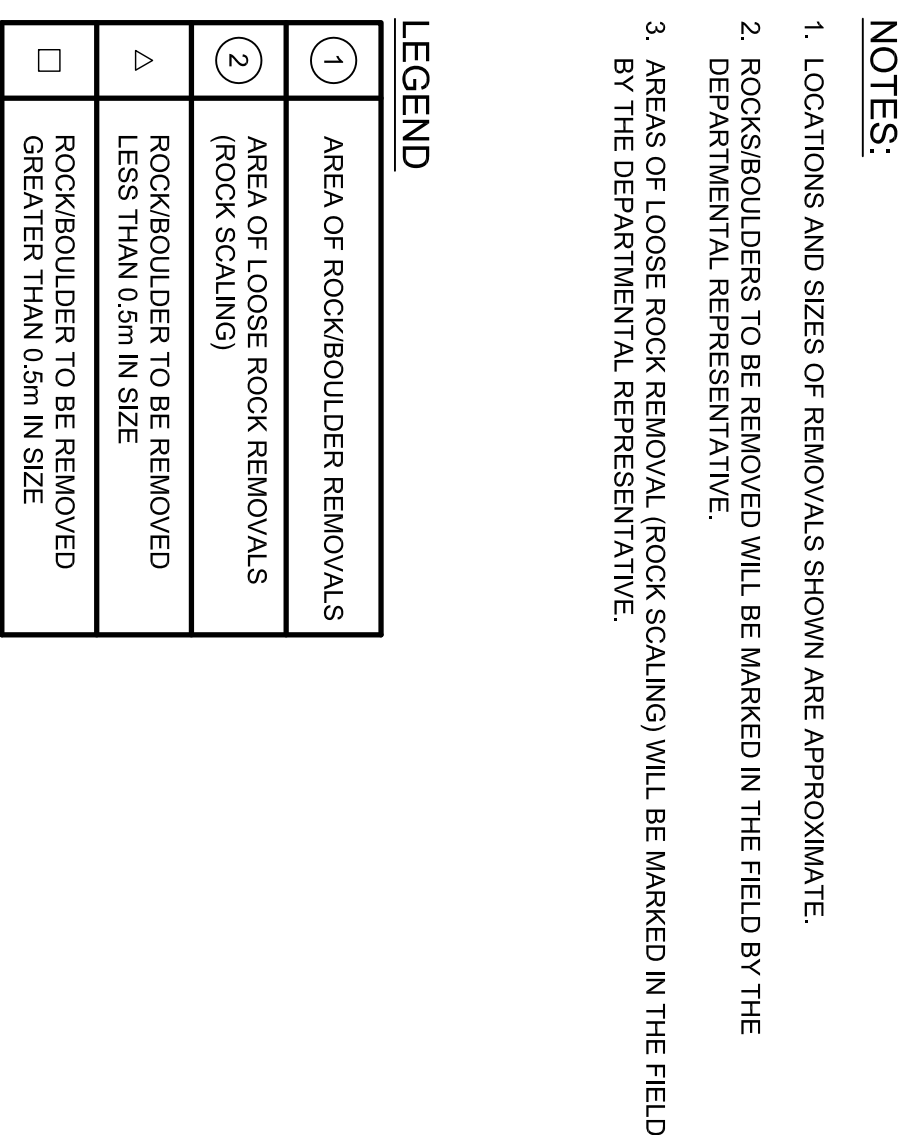 NOTES:
1. LOCATIONS AND SIZES OF REMOVALS SHOWN ARE APPROXIMATE.
2. ROCKS/BOULDERS TO BE REMOVED WILL BE MARKED IN THE FIELD BY THE
DEPARTMENTAL REPRESENTATIVE.
3. AREAS OF LOOSE ROCK REMOVAL (ROCK SCALING) WILL BE MARKED IN THE FIELD
BY THE DEPARTMENTAL REPRESENTATIVE.
LEGEND
1 AREA OF ROCK/BOULDER REMOVALS
2 AREA OF LOOSE ROCK REMOVALS
(ROCK SCALING)
ROCK/BOULDER TO BE REMOVED
LESS THAN 0.5m IN SIZE
ROCK/BOULDER TO BE REMOVED
GREATER THAN 0.5m IN SIZE